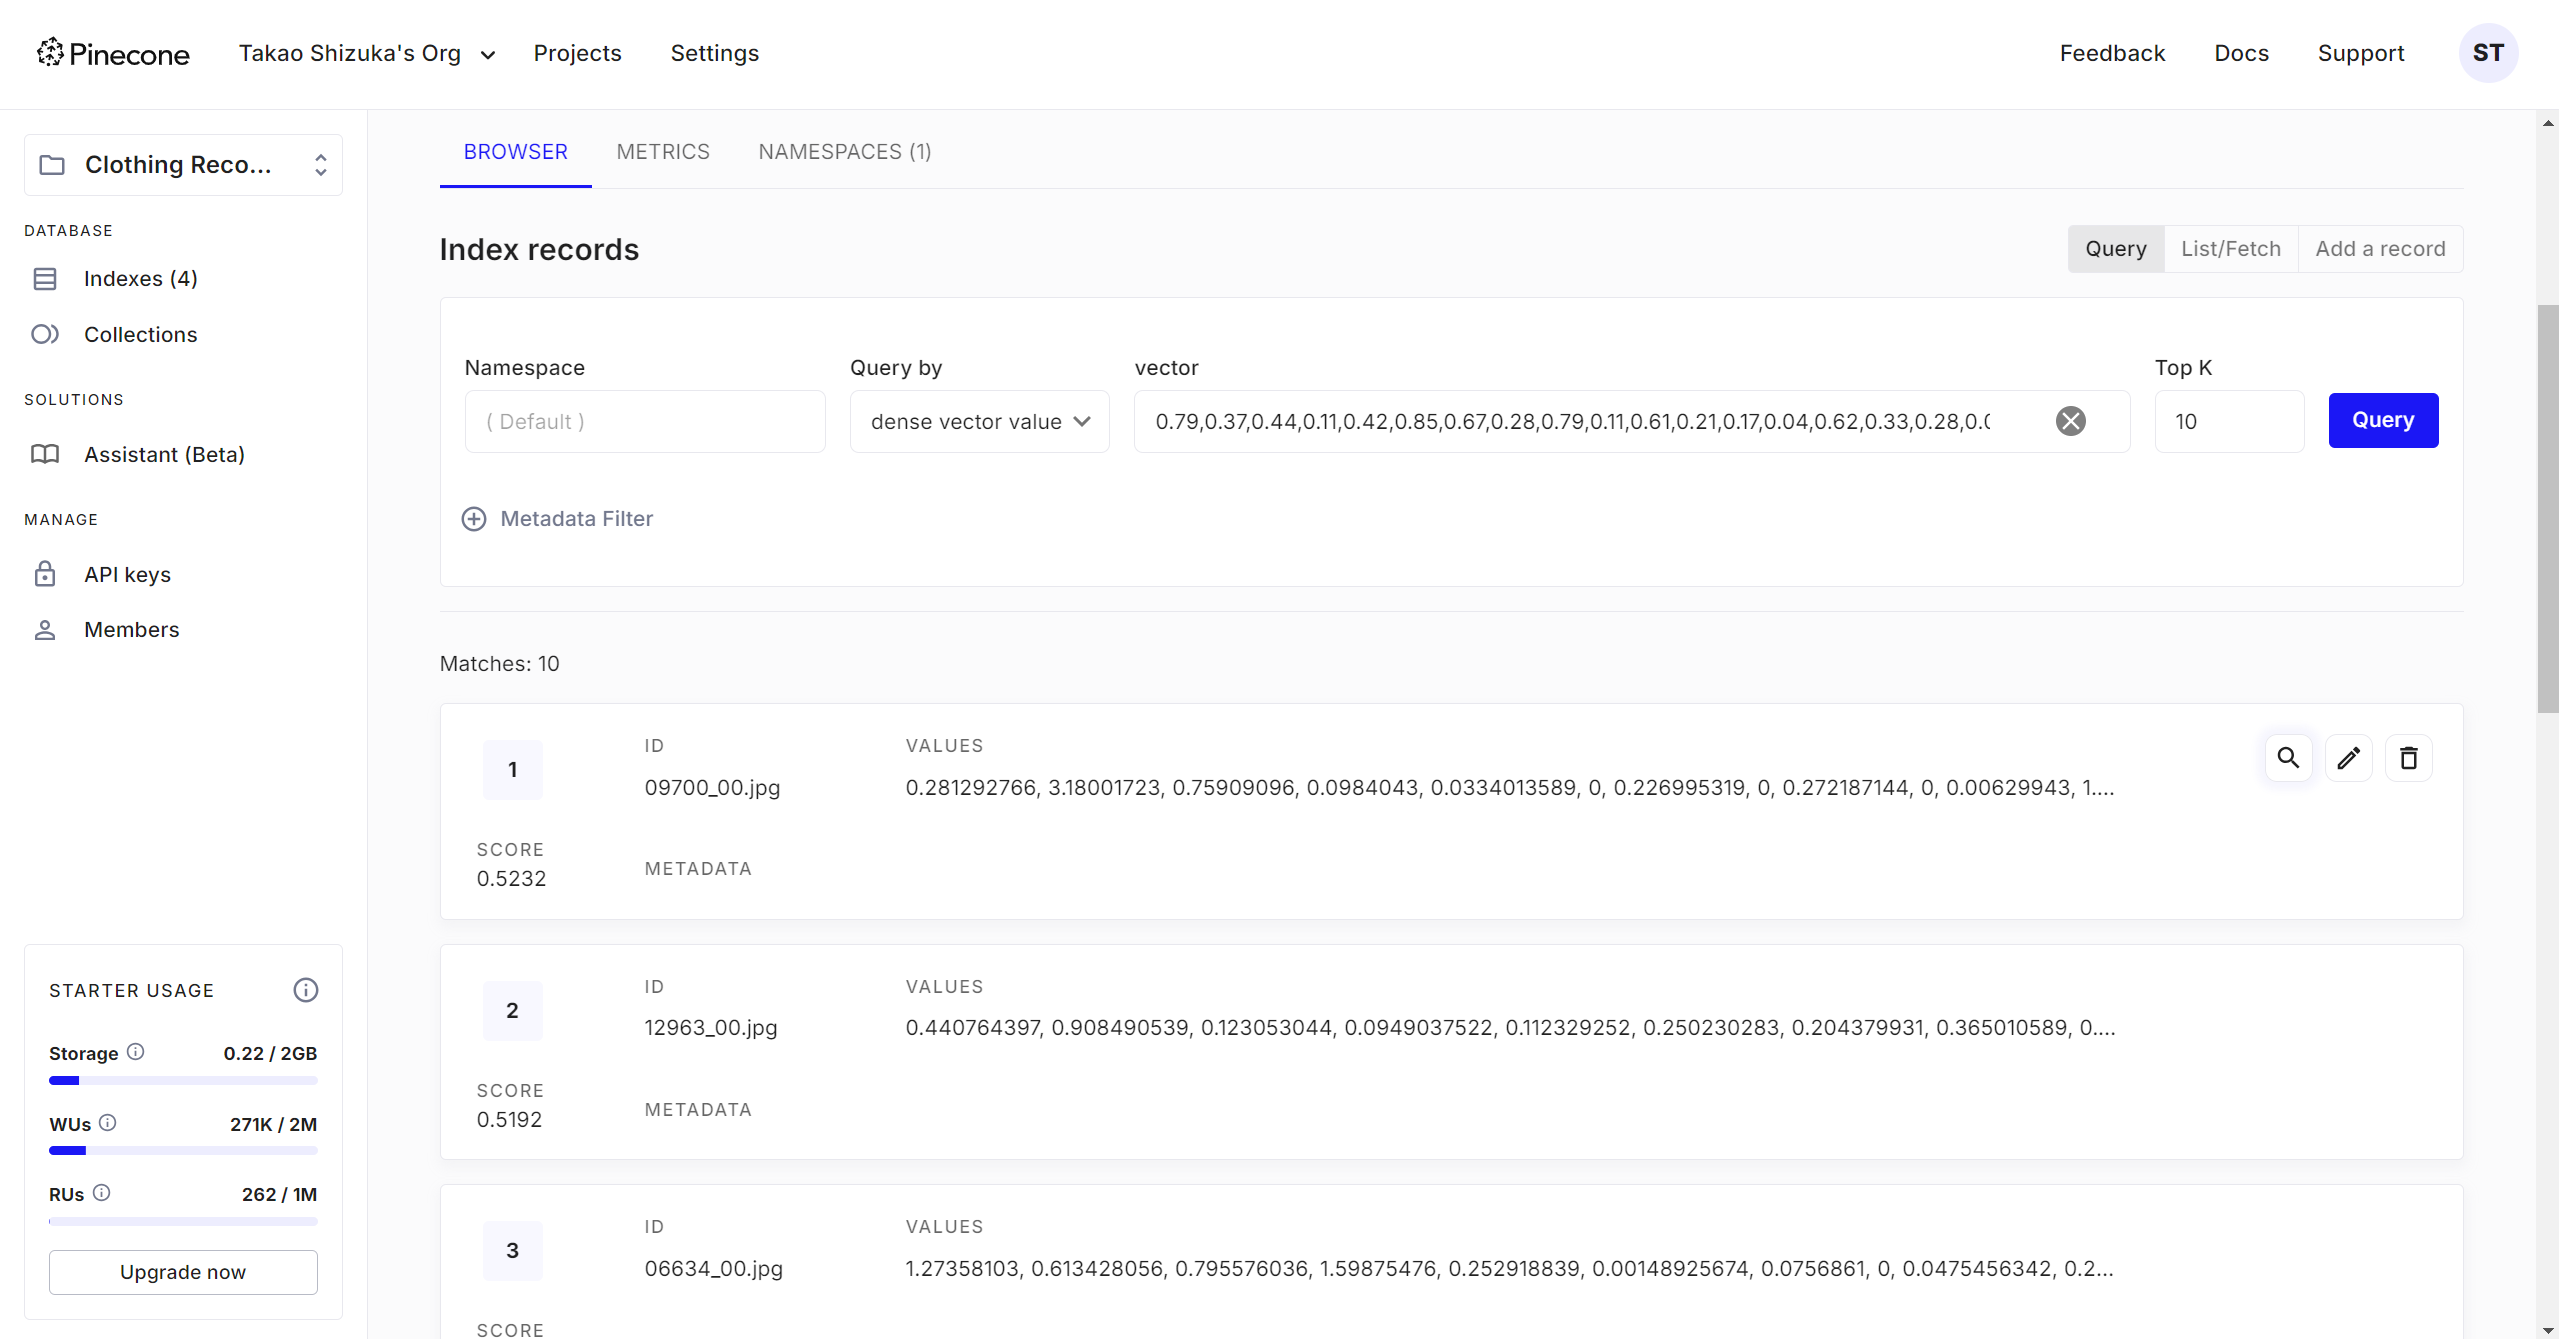 Pinecone
Takao Shizuka's Org
Projects
Settings
Feedback
Docs
Support
ST
Clothing Reco...
DATABASE
Indexes (4)
Collections
SOLUTIONS
Assistant (Beta)
MANAGE
API keys
Members
STARTER USAGE
Storage 0.22 / 2GB
WUs 271K / 2M
RUs 262 / 1M
Upgrade now
BROWSER
METRICS
NAMESPACES (1)
Index records
Query
List/Fetch
Add a record
Namespace
( Default )
Query by
dense vector value
vector
0.79,0.37,0.44,0.11,0.42,0.85,0.67,0.28,0.79,0.11,0.61,0.21,0.17,0.04,0.62,0.33,0.28,0.0
Top K
10
Query
Metadata Filter
Matches: 10
1
ID
09700_00.jpg
VALUES
0.281292766, 3.18001723, 0.75909096, 0.0984043, 0.0334013589, 0, 0.226995319, 0, 0.272187144, 0, 0.00629943, 1....
SCORE
0.5232
METADATA
2
ID
12963_00.jpg
VALUES
0.440764397, 0.908490539, 0.123053044, 0.0949037522, 0.112329252, 0.250230283, 0.204379931, 0.365010589, 0....
SCORE
0.5192
METADATA
3
ID
06634_00.jpg
VALUES
1.27358103, 0.613428056, 0.795576036, 1.59875476, 0.252918839, 0.00148925674, 0.0756861, 0, 0.0475456342, 0.2...
SCORE